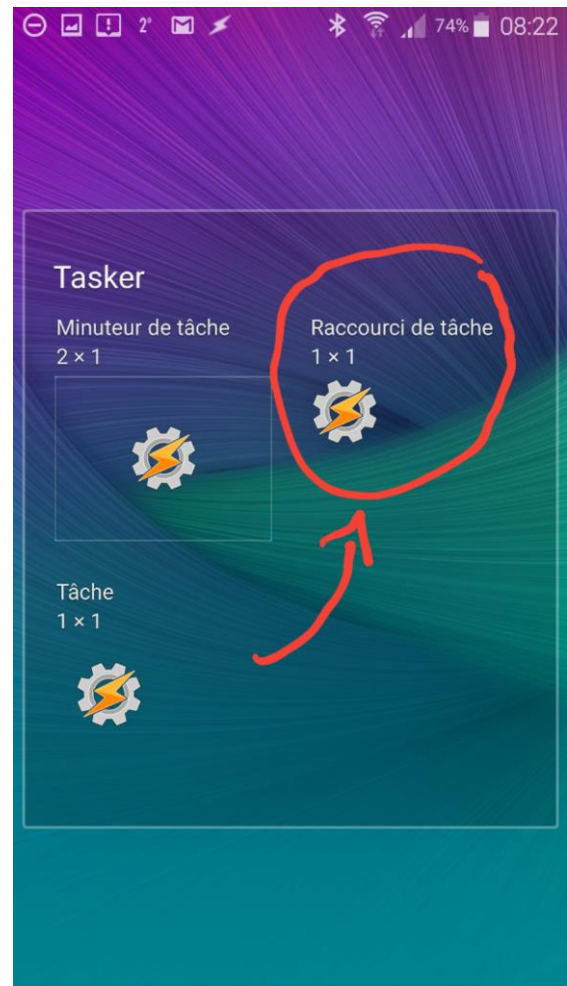 2° 74% 08:22
Tasker
Minuteur de tâche
2 × 1
Raccourci de tâche
1 × 1
Tâche
1 × 1